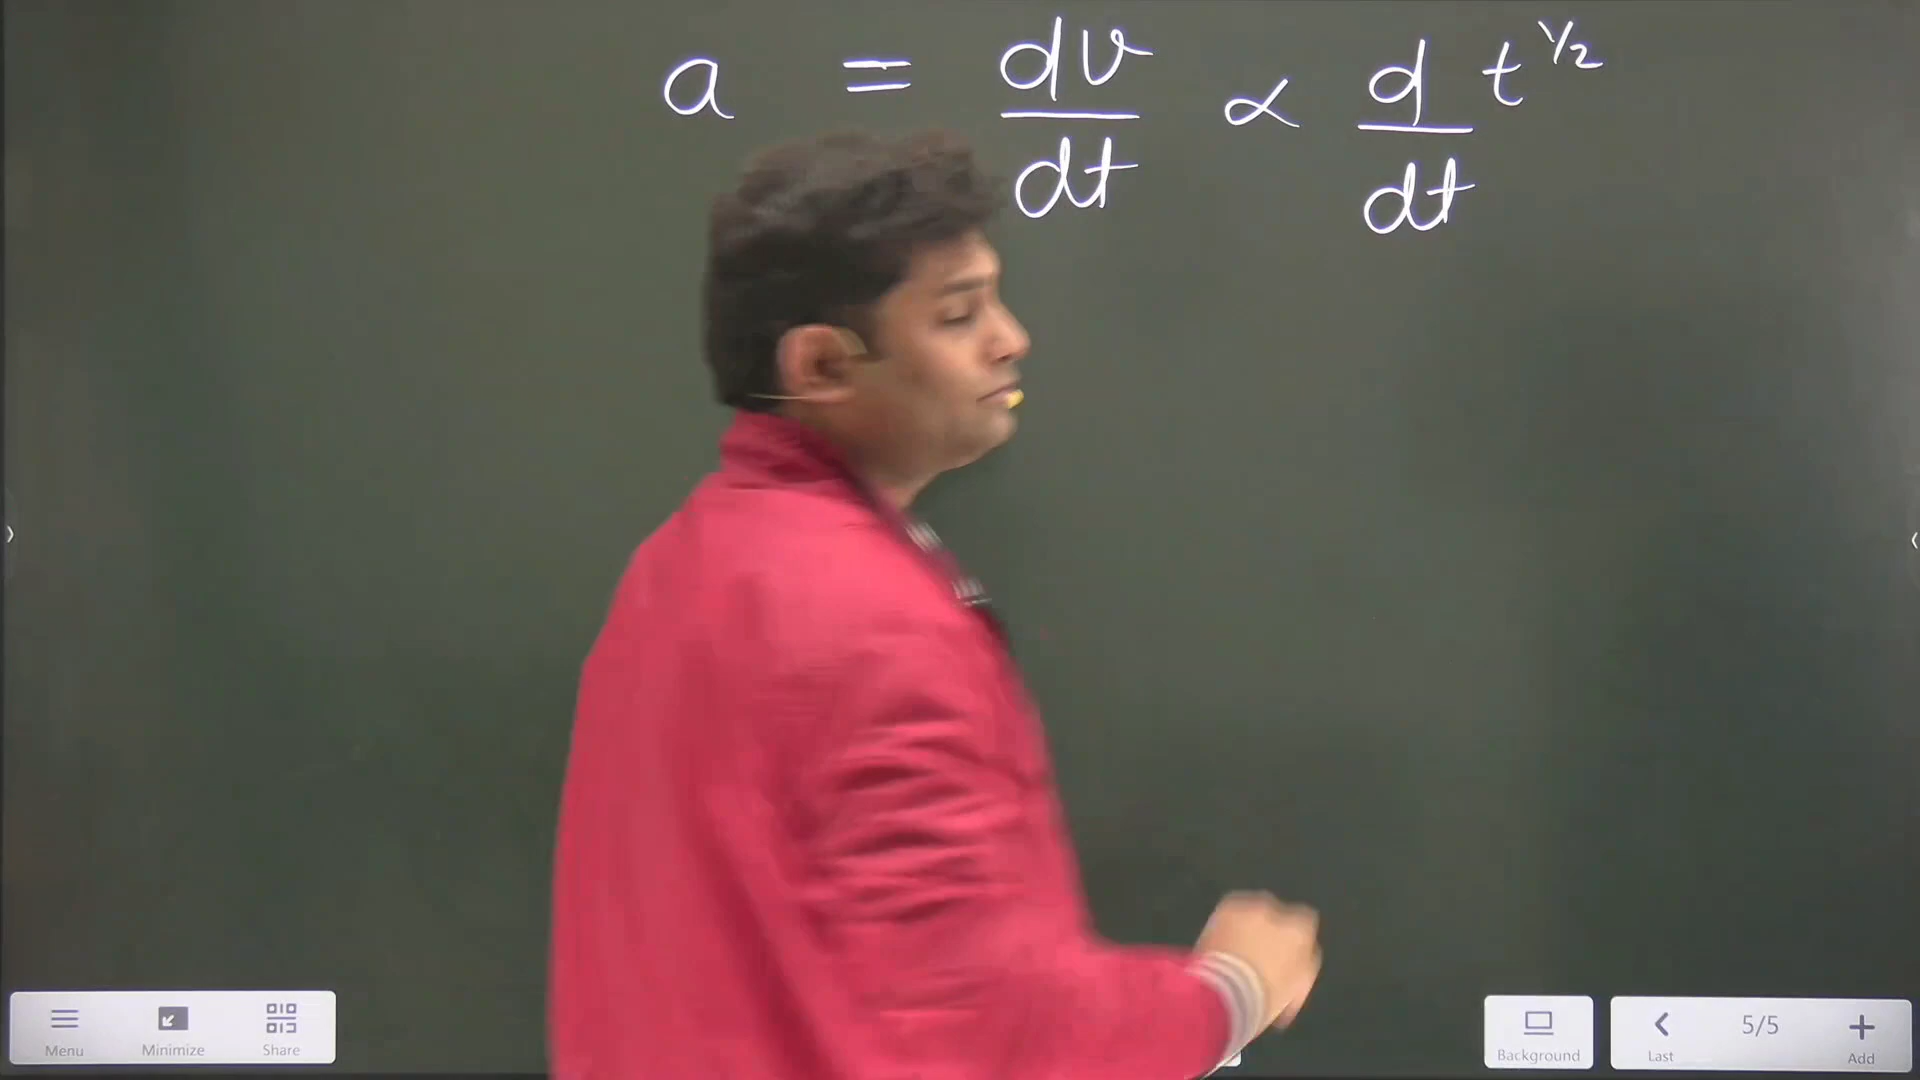 a = dv/dt ∝ d/dt t^1/2
Menu Minimize Share
Background
Last 5/5 Add